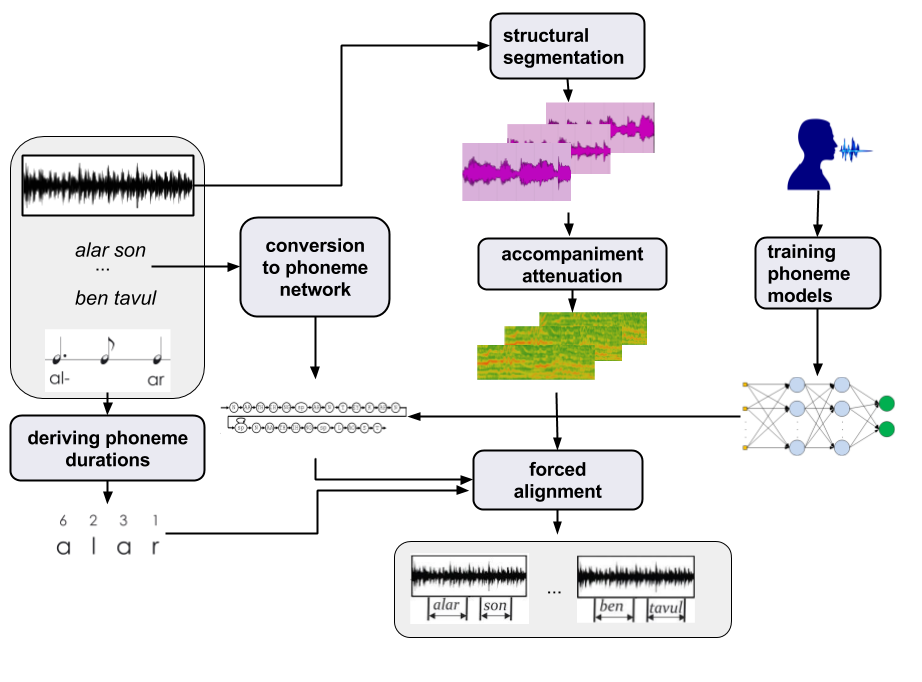 structural
segmentation
alar son
...
ben tavul
al- ar
conversion
to phoneme
network
accompaniment
attenuation
training
phoneme
models
deriving phoneme
durations
6 2 3 1
a l a r
forced
alignment
alar son ... ben tavul